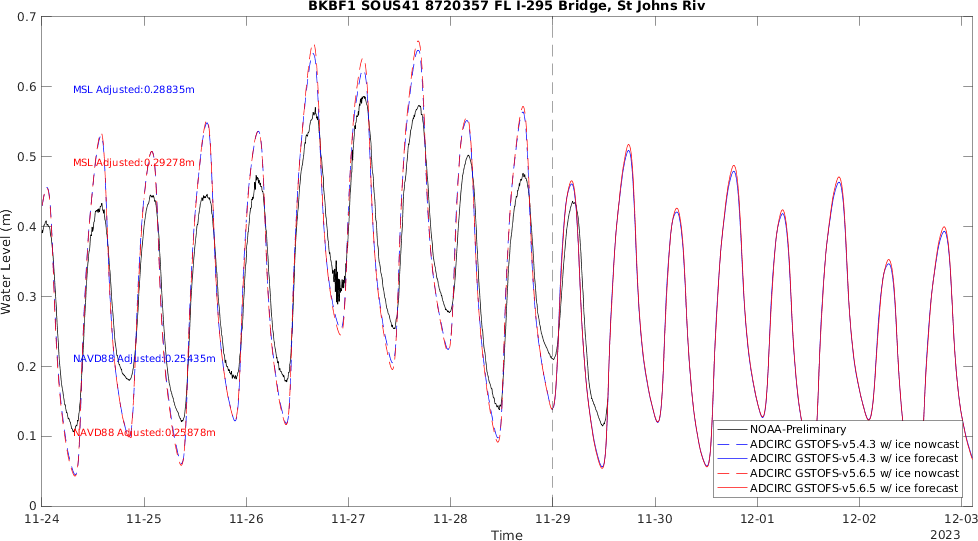 BKBF1 SOUS41 8720357 FL I-295 Bridge, St Johns Riv
0.7
0.6
0.5
0.4
0.3
0.2
0.1
0
Water Level (m)
MSL Adjusted:0.28835m
MSL Adjusted:0.29278m
NAVD88 Adjusted:0.25435m
NAVD88 Adjusted:0.25878m
NOAA-Preliminary
ADCIRC GSTOFS-v5.4.3 w/ ice nowcast
ADCIRC GSTOFS-v5.4.3 w/ ice forecast
ADCIRC GSTOFS-v5.6.5 w/ ice nowcast
ADCIRC GSTOFS-v5.6.5 w/ ice forecast
11-24 11-25 11-26 11-27 11-28 11-29 11-30 12-01 12-02 12-03
Time
2023